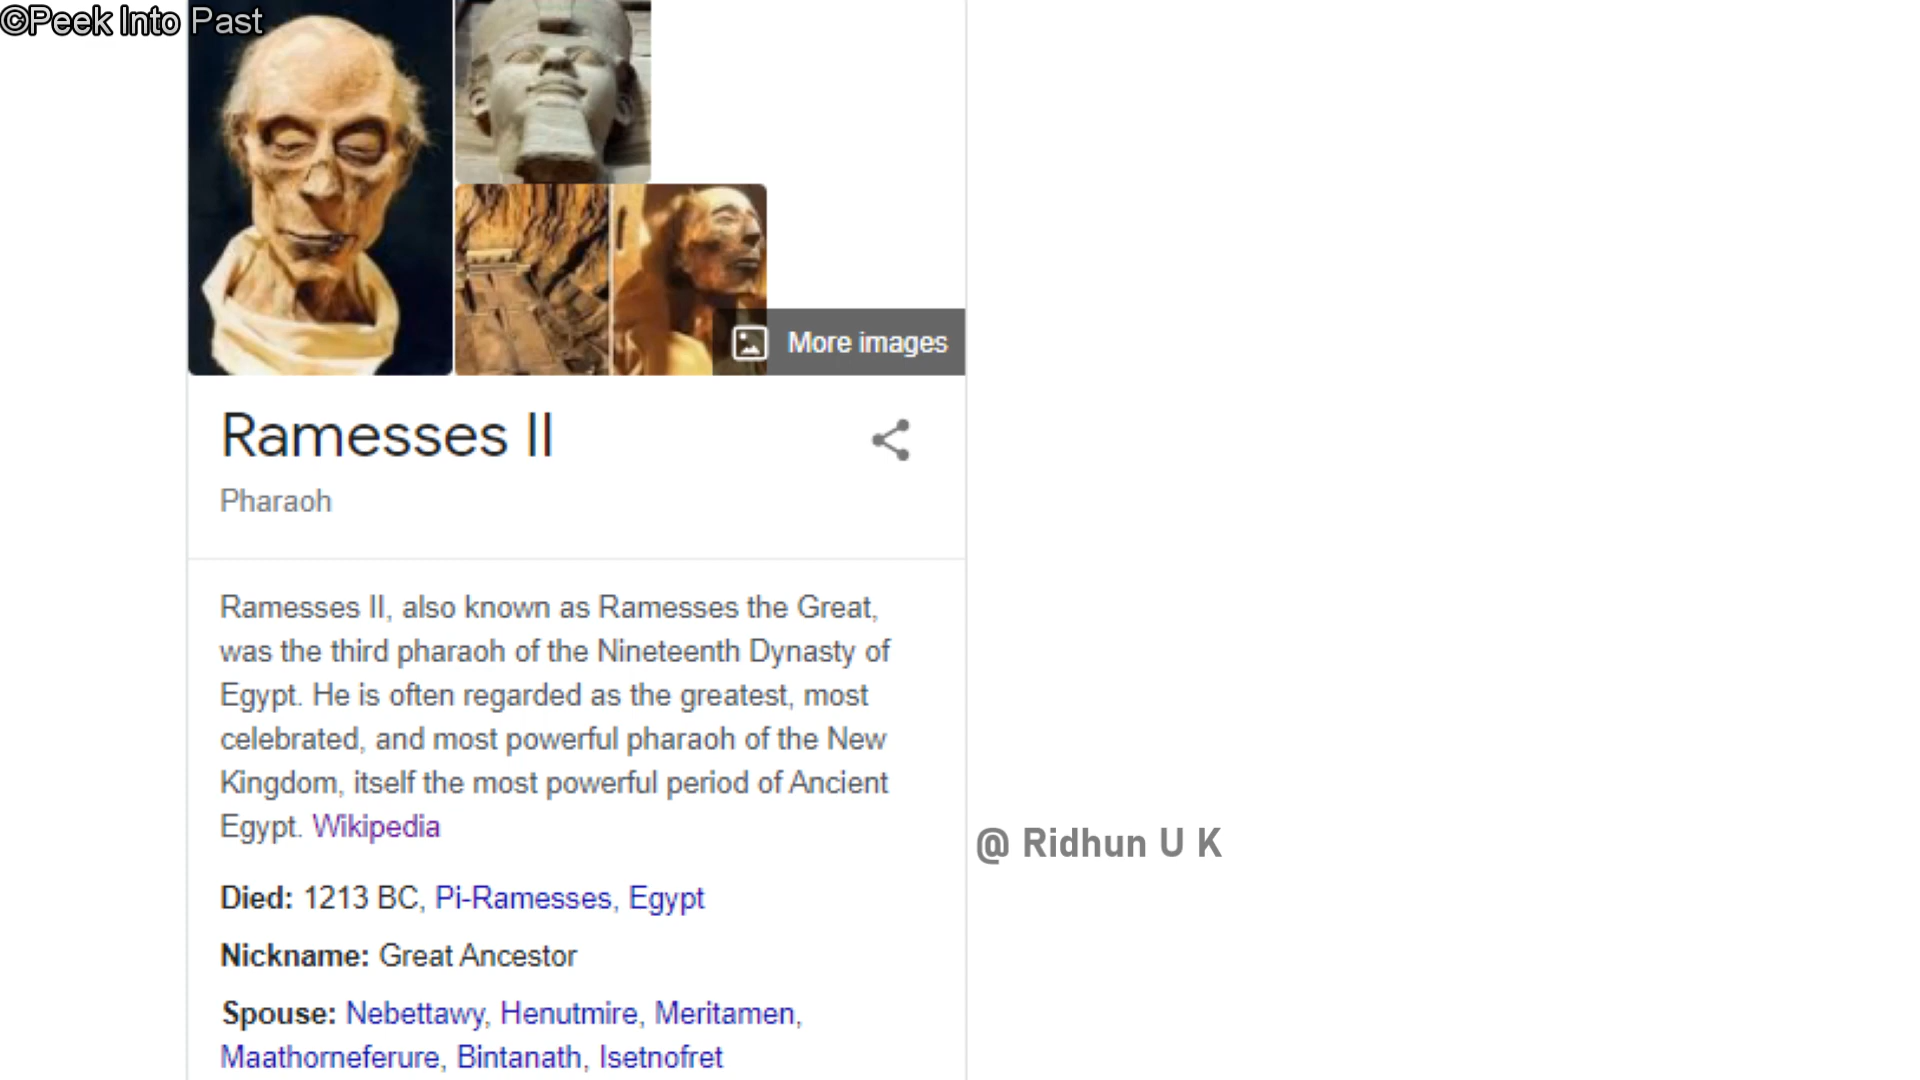 ©Peek Into Past
More images
Ramesses II
Pharaoh
Ramesses II, also known as Ramesses the Great,
was the third pharaoh of the Nineteenth Dynasty of
Egypt. He is often regarded as the greatest, most
celebrated, and most powerful pharaoh of the New
Kingdom, itself the most powerful period of Ancient
Egypt. Wikipedia
@ Ridhun U K
Died: 1213 BC, Pi-Ramesses, Egypt
Nickname: Great Ancestor
Spouse: Nebettawy, Henutmire, Meritamen,
Maathorneferure, Bintanath, Isetnofret